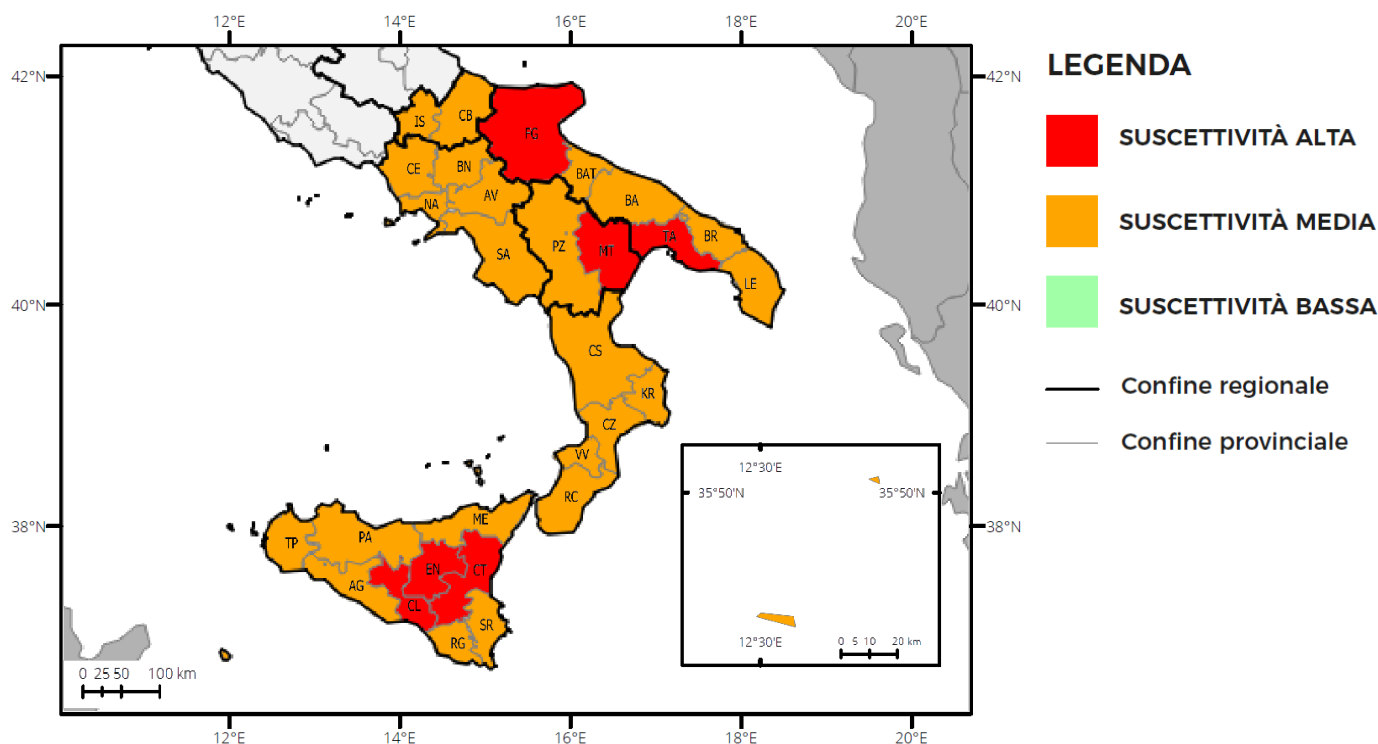 12°E 14°E 16°E 18°E 20°E
42°N 42°N
LEGENDA
SUSCETTIVITÀ ALTA
SUSCETTIVITÀ MEDIA
SUSCETTIVITÀ BASSA
Confine regionale
Confine provinciale
IS CB FG
CE BN BAT
NA AV BA
SA PZ MT TA BR
LE
40°N 40°N
CS
KR
CZ
VV
RC
38°N 38°N
ME
TP PA
AG EN CT
CL
SR
RG
12°30'E
35°50'N 35°50'N
12°30'E
0 5 10 20 km
0 25 50 100 km
12°E 14°E 16°E 18°E 20°E